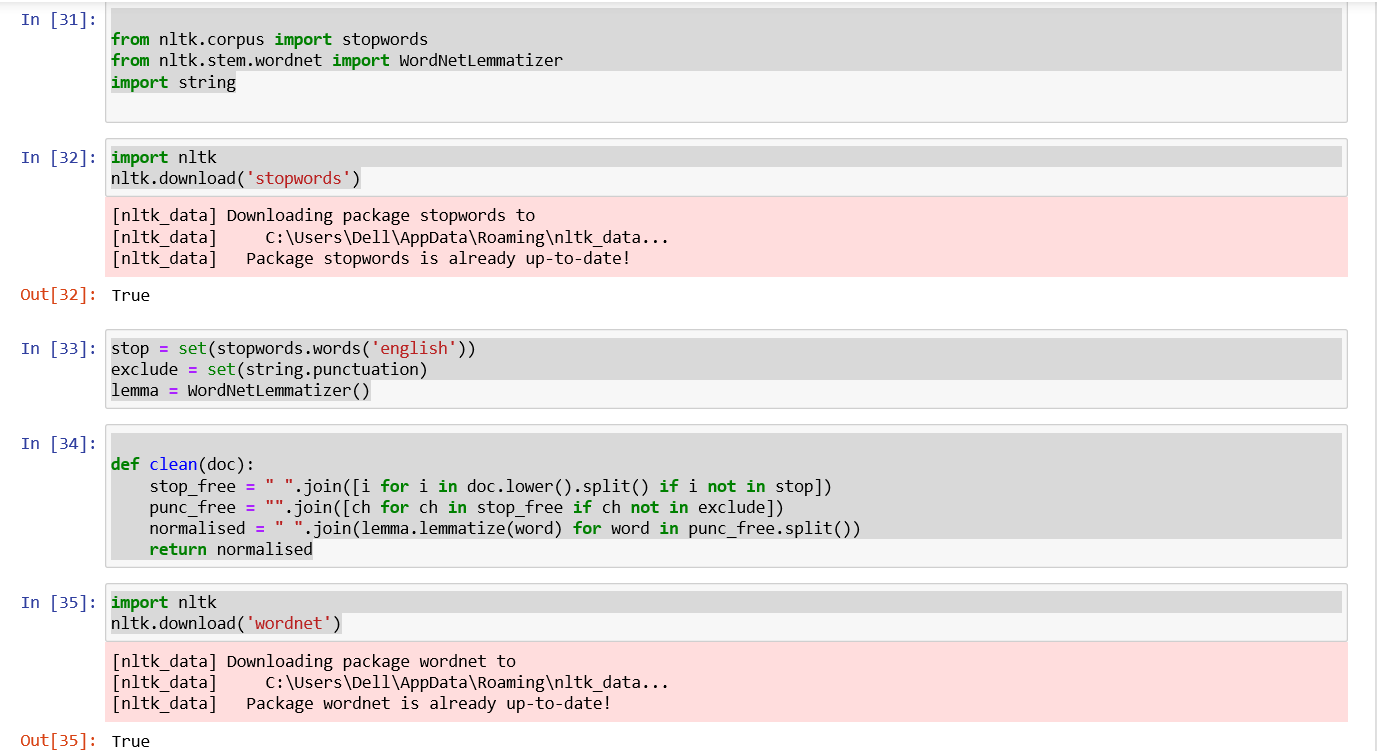 In [31]:
from nltk.corpus import stopwords
from nltk.stem.wordnet import WordNetLemmatizer
import string
In [32]: import nltk
nltk.download('stopwords')
[nltk_data] Downloading package stopwords to
[nltk_data]     C:\Users\Dell\AppData\Roaming\nltk_data...
[nltk_data]   Package stopwords is already up-to-date!
Out[32]: True
In [33]: stop = set(stopwords.words('english'))
exclude = set(string.punctuation)
lemma = WordNetLemmatizer()
In [34]:
def clean(doc):
    stop_free = " ".join([i for i in doc.lower().split() if i not in stop])
    punc_free = "".join([ch for ch in stop_free if ch not in exclude])
    normalised = " ".join(lemma.lemmatize(word) for word in punc_free.split())
    return normalised
In [35]: import nltk
nltk.download('wordnet')
[nltk_data] Downloading package wordnet to
[nltk_data]     C:\Users\Dell\AppData\Roaming\nltk_data...
[nltk_data]   Package wordnet is already up-to-date!
Out[35]: True